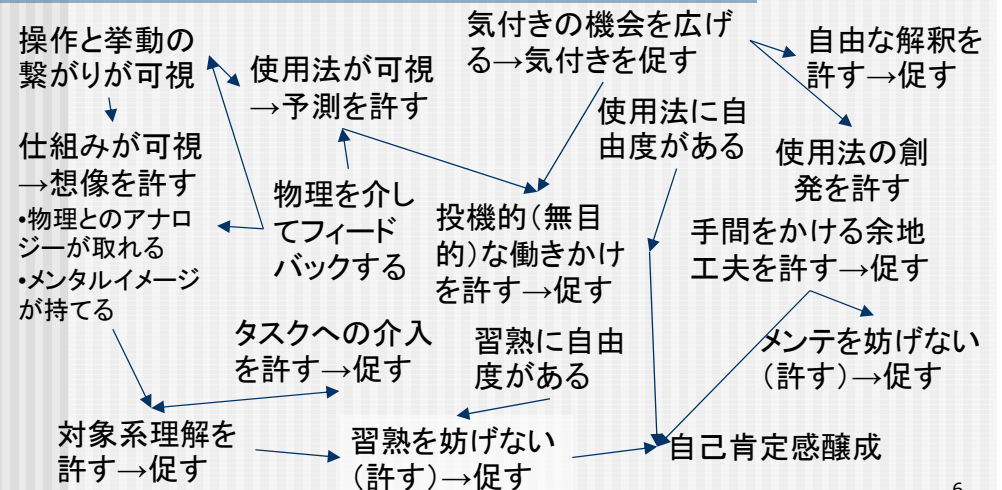 操作と挙動の
繋がりが可視
使用法が可視
→予測を許す
気付きの機会を広げ
る→気付きを促す
自由な解釈を
許す→促す
使用法に自
由度がある
仕組みが可視
→想像を許す
•物理とのアナロ
ジーが取れる
•メンタルイメージ
が持てる
物理を介し
てフィード
バックする
投機的(無目
的)な働きかけ
を許す→促す
使用法の創
発を許す
手間をかける余地
工夫を許す→促す
タスクへの介入
を許す→促す
習熟に自由
度がある
メンテを妨げない
(許す)→促す
対象系理解を
許す→促す
習熟を妨げない
(許す)→促す
自己肯定感醸成
6